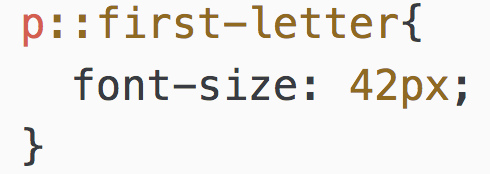 p::first-letter{
  font-size: 42px;
}